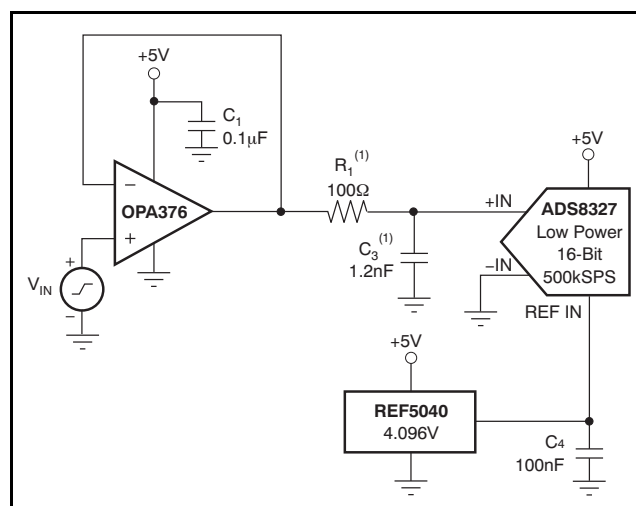 +5V
C1
0.1µF
R1(1)
100Ω
+5V
−
OPA376
+
+IN
ADS8327
Low Power
16-Bit
500kSPS
C3(1)
1.2nF
−IN
+
VIN
−
REF IN
+5V
REF5040
4.096V
C4
100nF